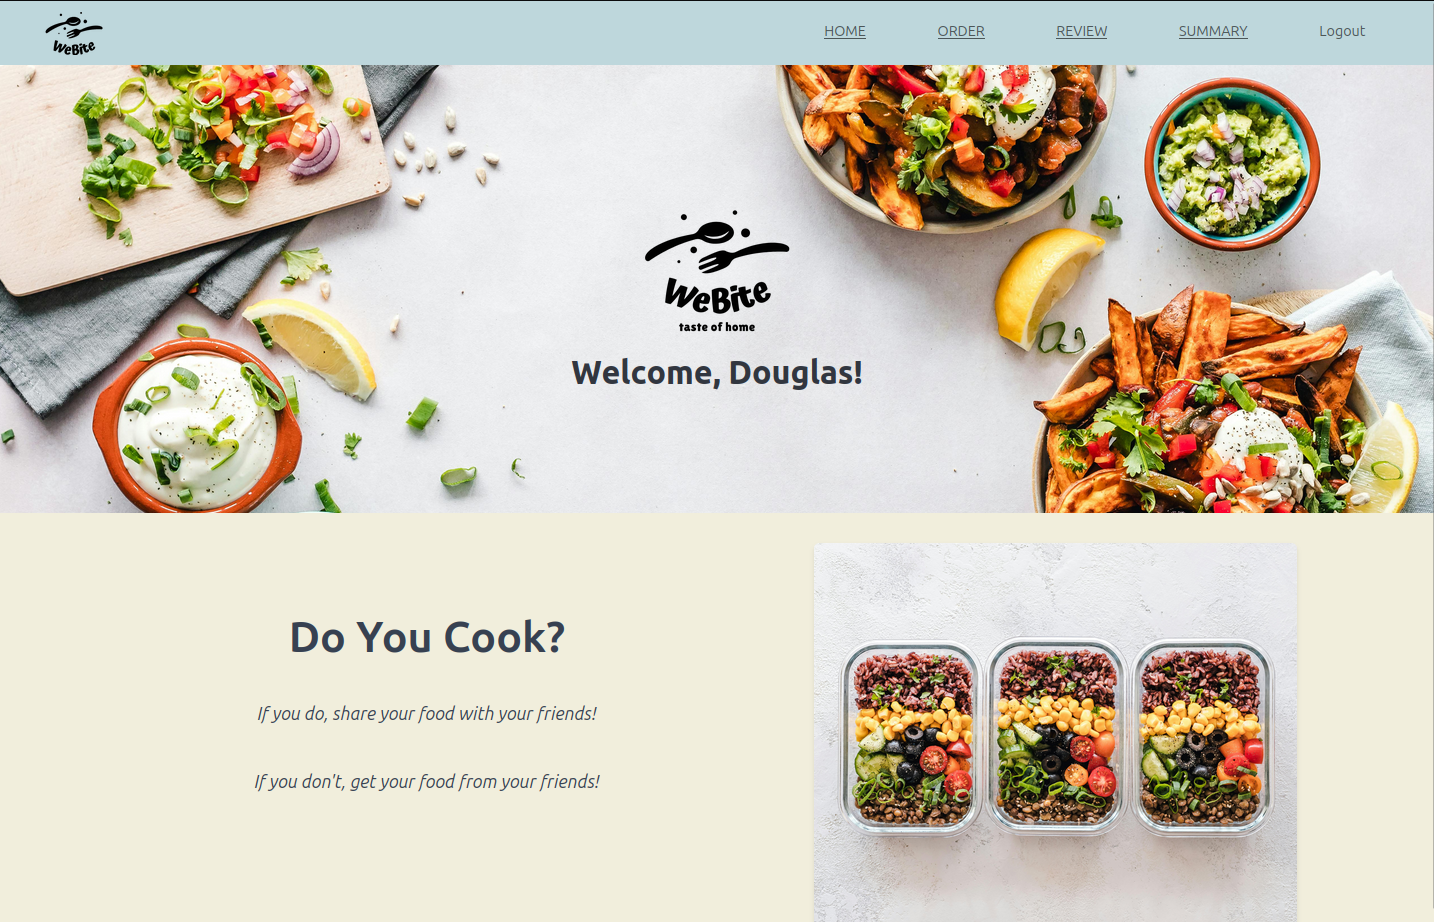 WeBite
HOME
ORDER
REVIEW
SUMMARY
Logout
WeBite
taste of home
Welcome, Douglas!
Do You Cook?
If you do, share your food with your friends!
If you don't, get your food from your friends!